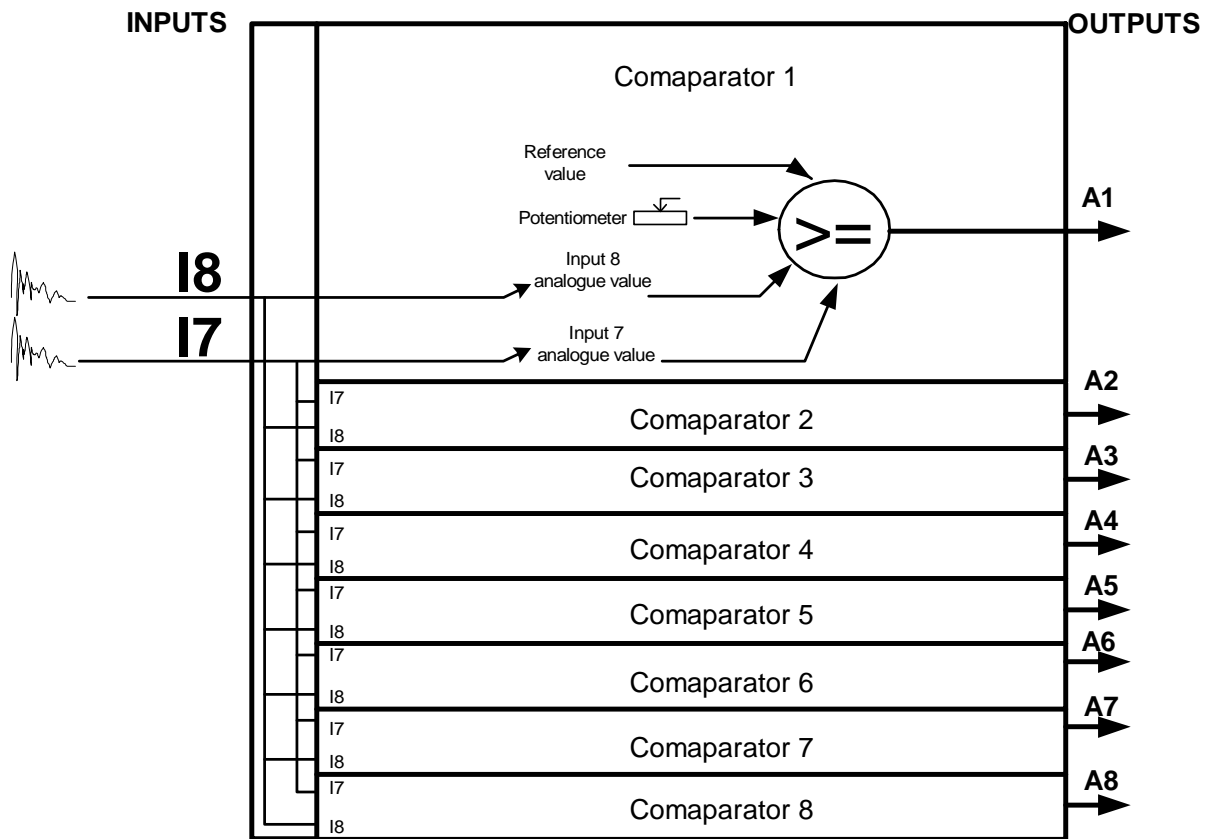 INPUTS
OUTPUTS
Comaparator 1
Reference
value
A1
Potentiometer
>=
Input 8
analogue value
I8
I7
Input 7
analogue value
A2
I7
Comaparator 2
I8
A3
I7
Comaparator 3
I8
A4
I7
Comaparator 4
I8
A5
I7
Comaparator 5
I8
A6
I7
Comaparator 6
I8
A7
I7
Comaparator 7
I8
A8
I7
Comaparator 8
I8